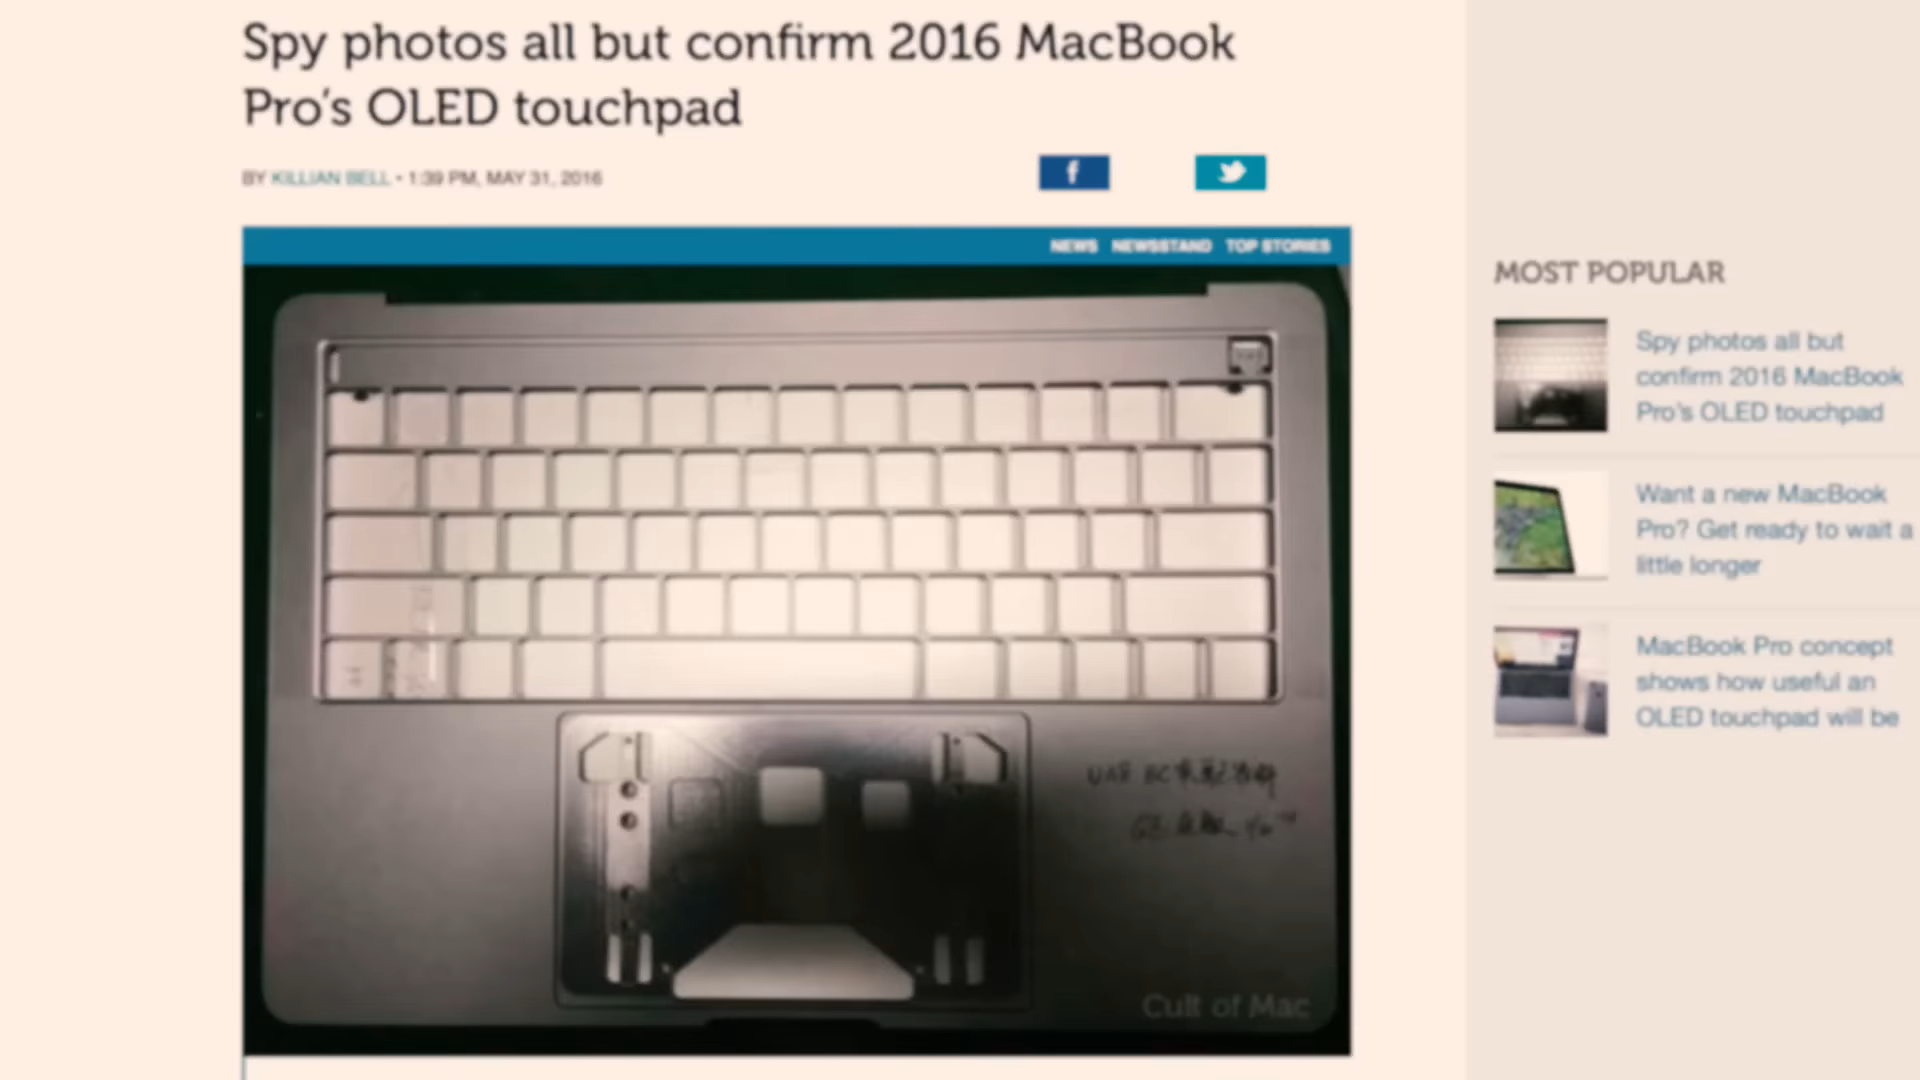 Spy photos all but confirm 2016 MacBook
Pro's OLED touchpad
BY KILLIAN BELL • 1:39 PM, MAY 31, 2016
f
NEWS NEWSSTAND TOP STORIES
MOST POPULAR
Spy photos all but
confirm 2016 MacBook
Pro's OLED touchpad
Want a new MacBook
Pro? Get ready to wait a
little longer
MacBook Pro concept
shows how useful an
OLED touchpad will be
Cult of Mac